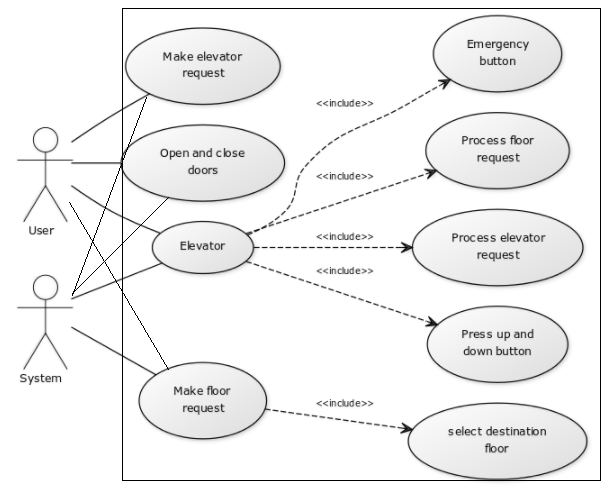 Make elevator
request
Open and close
doors
Elevator
Make floor
request
User
System
<<include>>
<<include>>
<<include>>
<<include>>
<<include>>
Emergency
button
Process floor
request
Process elevator
request
Press up and
down button
select destination
floor